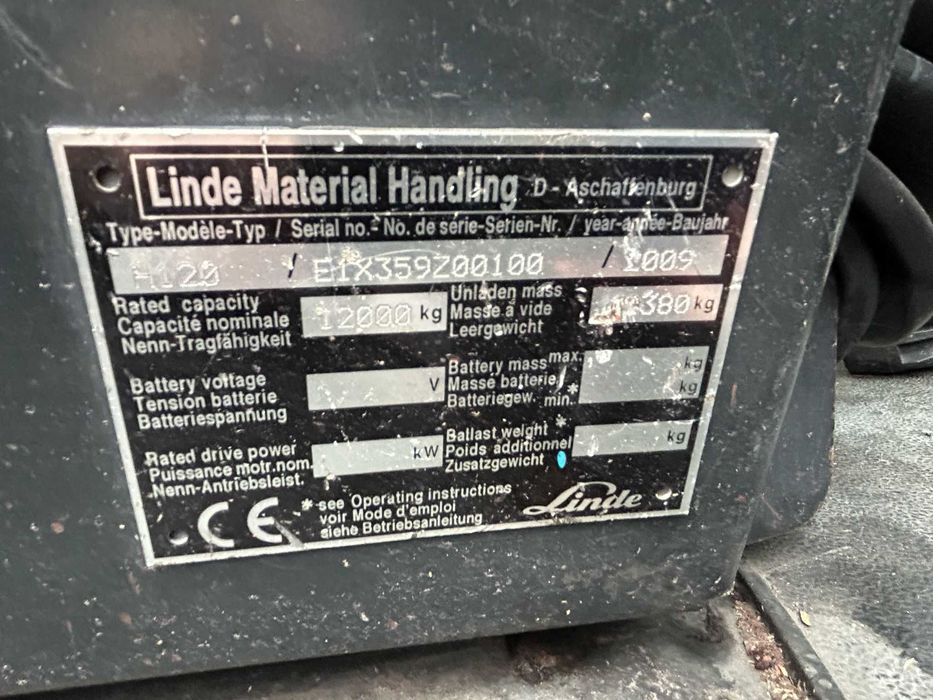 Linde Material Handling D - Aschaffenburg
Type-Modèle-Typ / Serial no.- No. de série-Serien-Nr. / year-année-Baujahr
H120 / E1X359Z00100 / 2009
Rated capacity
Capacité nominale
Nenn-Tragfähigkeit
12000 kg
Unladen mass
Masse à vide
Leergewicht
380 kg
Battery voltage
Tension batterie
Batteriespannung
V
Battery mass max. kg
Masse batterie
Batteriegew. * min. kg
Rated drive power
Puissance motr.nom.
Nenn-Antriebsleist.
kW
Ballast weight *
Poids additionnel
Zusatzgewicht
kg
CE
* see Operating instructions
voir Mode d'emploi
siehe Betriebsanleitung
Linde